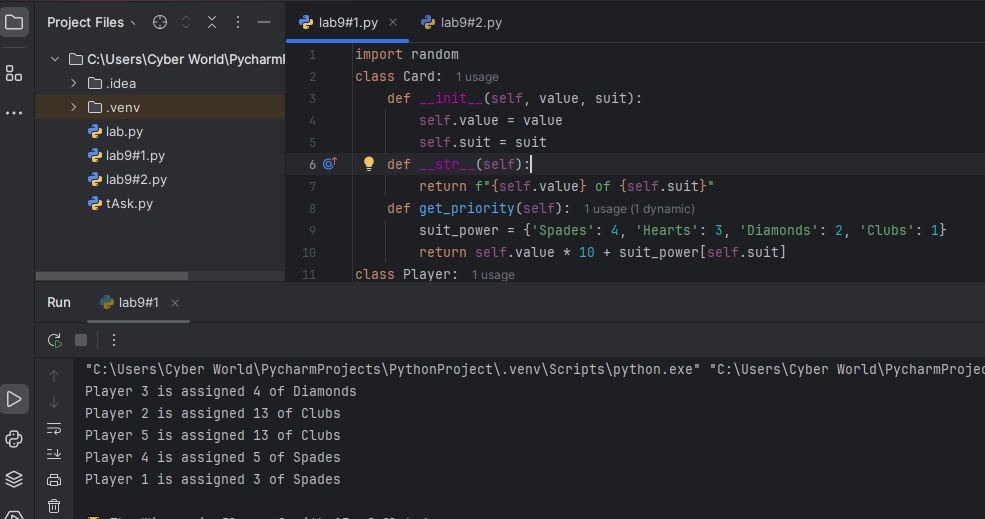 Project Files
lab9#1.py
lab9#2.py
C:\Users\Cyber World\PycharmP
.idea
.venv
lab.py
lab9#1.py
lab9#2.py
tAsk.py
1 import random
2 class Card: 1 usage
3 def __init__(self, value, suit):
4 self.value = value
5 self.suit = suit
6 def __str__(self):
7 return f"{self.value} of {self.suit}"
8 def get_priority(self): 1 usage (1 dynamic)
9 suit_power = {'Spades': 4, 'Hearts': 3, 'Diamonds': 2, 'Clubs': 1}
10 return self.value * 10 + suit_power[self.suit]
11 class Player: 1 usage
Run lab9#1
"C:\Users\Cyber World\PycharmProjects\PythonProject\.venv\Scripts\python.exe" "C:\Users\Cyber World\PycharmProjec
Player 3 is assigned 4 of Diamonds
Player 2 is assigned 13 of Clubs
Player 5 is assigned 13 of Clubs
Player 4 is assigned 5 of Spades
Player 1 is assigned 3 of Spades